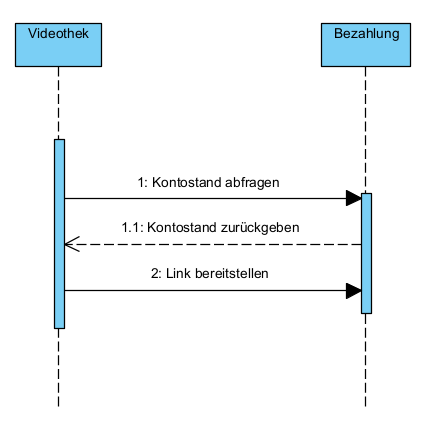 Videothek
Bezahlung
1: Kontostand abfragen
1.1: Kontostand zurückgeben
2: Link bereitstellen